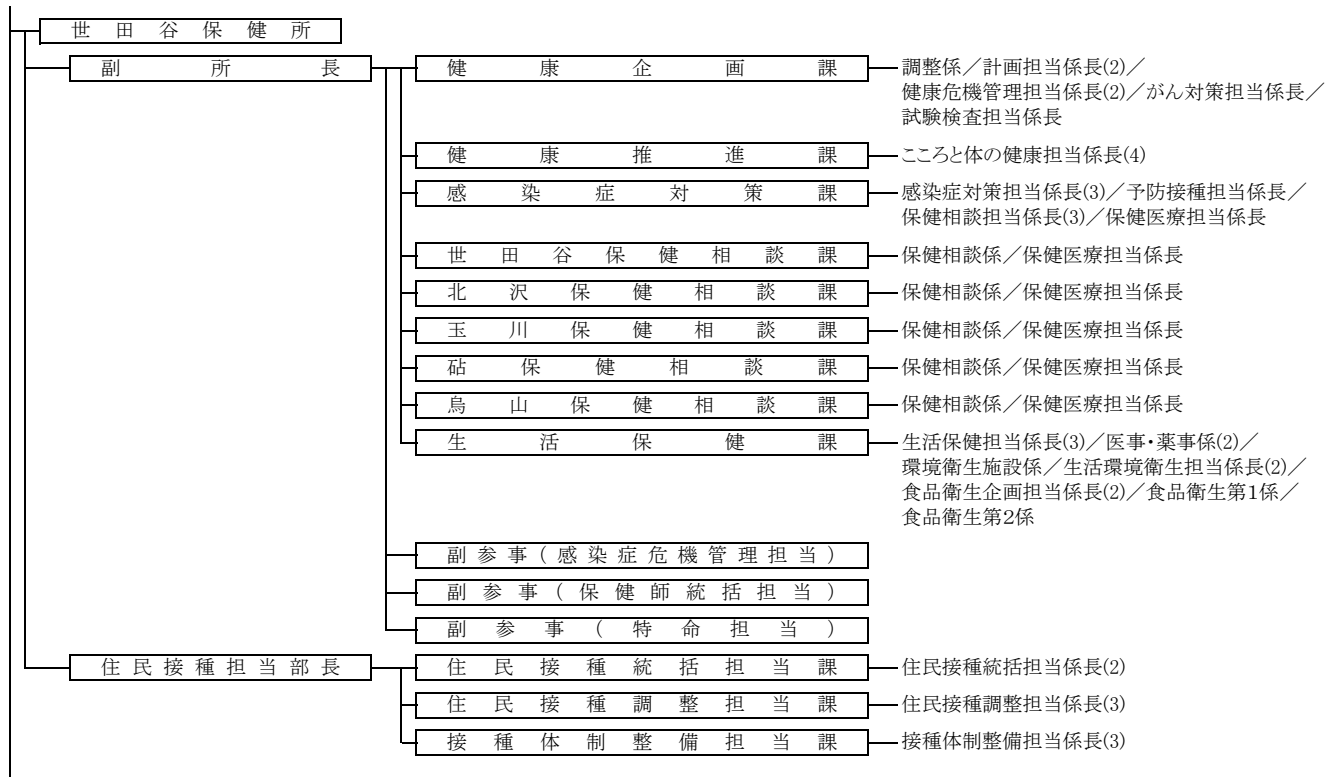 世田谷保健所
副所長
健康企画課
調整係／計画担当係長(2)／
健康危機管理担当係長(2)／がん対策担当係長／
試験検査担当係長
健康推進課
こころと体の健康担当係長(4)
感染症対策課
感染症対策担当係長(3)／予防接種担当係長／
保健相談担当係長(3)／保健医療担当係長
世田谷保健相談課
保健相談係／保健医療担当係長
北沢保健相談課
保健相談係／保健医療担当係長
玉川保健相談課
保健相談係／保健医療担当係長
砧保健相談課
保健相談係／保健医療担当係長
烏山保健相談課
保健相談係／保健医療担当係長
生活保健課
生活保健担当係長(3)／医事・薬事係(2)／
環境衛生施設係／生活環境衛生担当係長(2)／
食品衛生企画担当係長(2)／食品衛生第1係／
食品衛生第2係
副参事(感染症危機管理担当)
副参事(保健師統括担当)
副参事(特命担当)
住民接種担当部長
住民接種統括担当課
住民接種統括担当係長(2)
住民接種調整担当課
住民接種調整担当係長(3)
接種体制整備担当課
接種体制整備担当係長(3)